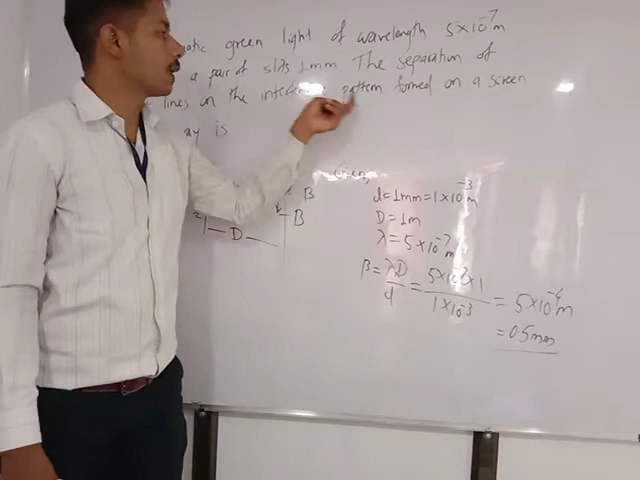 atic green light of wavelength 5×10⁻⁷m
a pair of slits 1mm The separation of
lines on the interference pattern formed on a screen
ay is
Given,
d=1mm=1×10⁻³m
B
B
D=1m
D
λ=5×10⁻⁷m
β=λD/d = 5×10⁻⁷×1/1×10⁻³ = 5×10⁻⁴m
=0.5mm